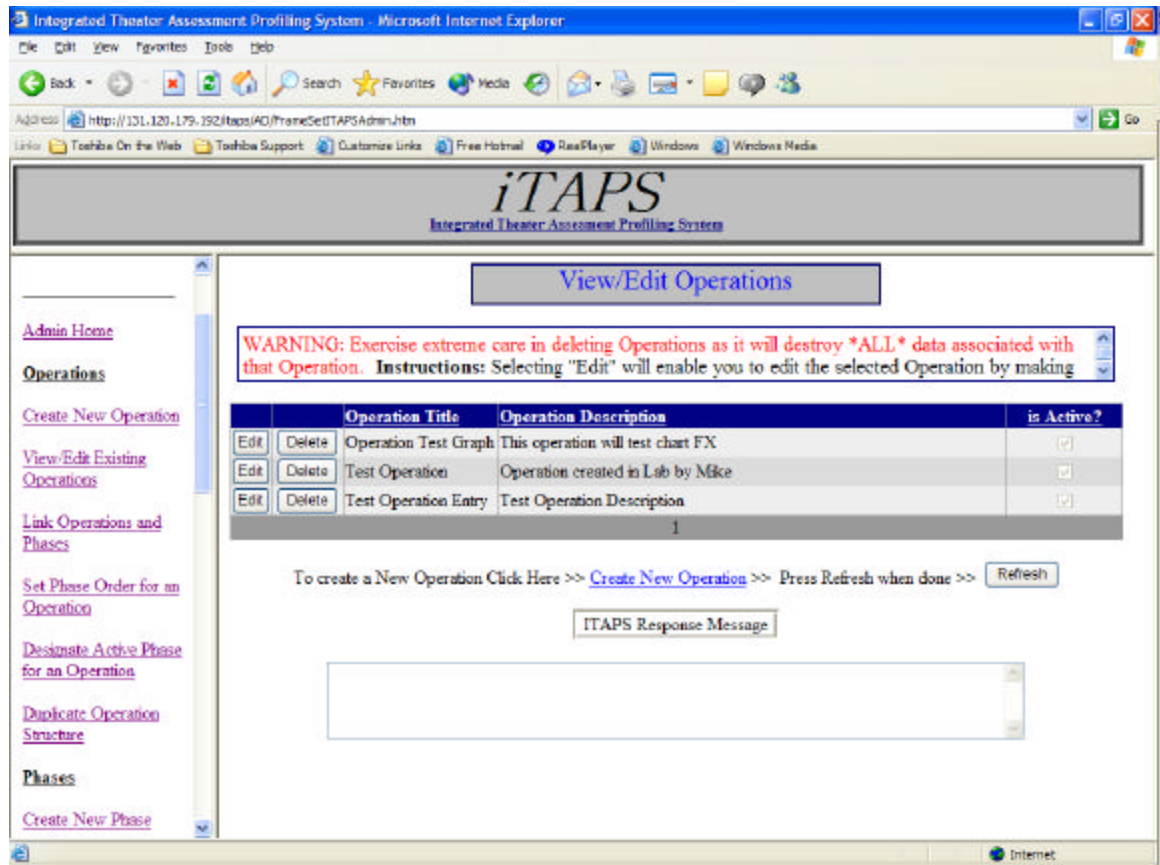 Integrated Theater Assessment Profiling System - Microsoft Internet Explorer
File Edit View Favorites Tools Help
Back Search Favorites Media
Address http://131.120.179.192/itaps/AO/FrameSetITAPSAdmin.htm Go
Links Toshiba On the Web Toshiba Support Customize Links Free Hotmail RealPlayer Windows Windows Media
iTAPS
Integrated Theater Assessment Profiling System
View/Edit Operations
WARNING: Exercise extreme care in deleting Operations as it will destroy *ALL* data associated with
that Operation. Instructions: Selecting "Edit" will enable you to edit the selected Operation by making
Operation Title Operation Description is Active?
Edit Delete Operation Test Graph This operation will test chart FX
Edit Delete Test Operation Operation created in Lab by Mike
Edit Delete Test Operation Entry Test Operation Description
1
To create a New Operation Click Here >> Create New Operation >> Press Refresh when done >> Refresh
ITAPS Response Message
Admin Home
Operations
Create New Operation
View/Edit Existing
Operations
Link Operations and
Phases
Set Phase Order for an
Operation
Designate Active Phase
for an Operation
Duplicate Operation
Structure
Phases
Create New Phase
Internet